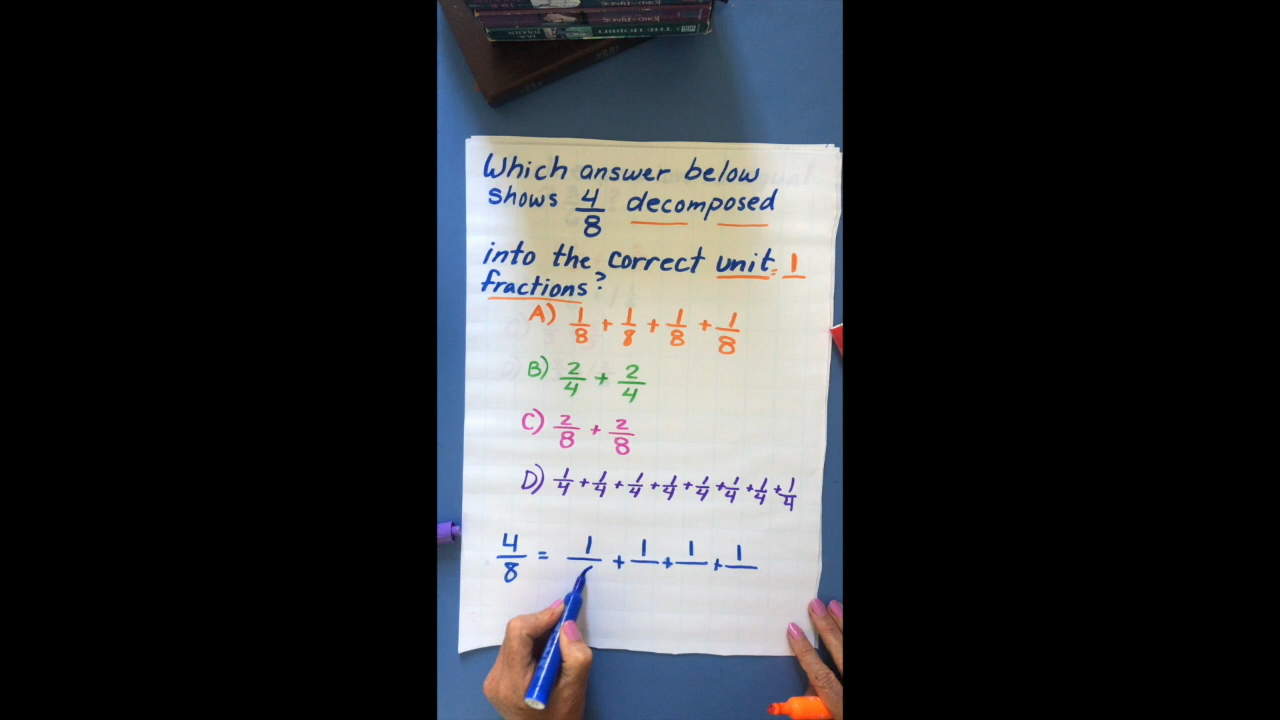 THE HOBBIT
Which answer below
shows 4/8 decomposed
into the correct unit = 1
fractions?
A) 1/8 + 1/8 + 1/8 + 1/8
B) 2/4 + 2/4
C) 2/8 + 2/8
D) 1/4 + 1/4 + 1/4 + 1/4 + 1/4 + 1/4 + 1/4 + 1/4
4/8 = 1/ + 1/ + 1/ + 1/